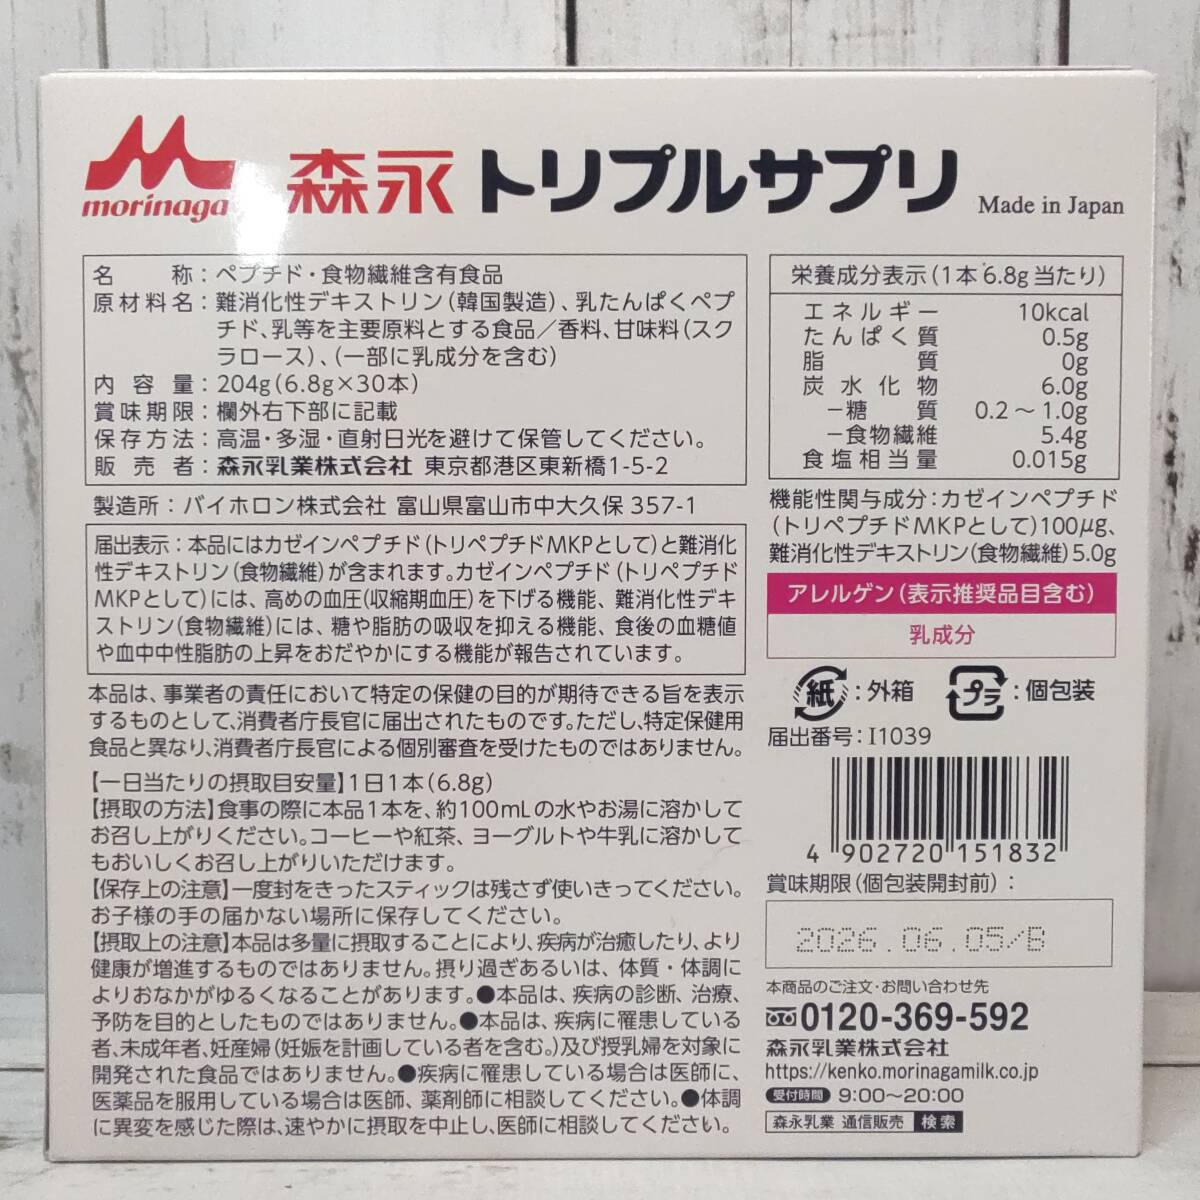 morinaga
森永 トリプルサプリ Made in Japan
名称：ペプチド・食物繊維含有食品
原材料名：難消化性デキストリン（韓国製造）、乳たんぱくペプ
チド、乳等を主要原料とする食品／香料、甘味料（スク
ラロース）、（一部に乳成分を含む）
内容量：204g（6.8g×30本）
賞味期限：欄外右下部に記載
保存方法：高温・多湿・直射日光を避けて保管してください。
販売者：森永乳業株式会社 東京都港区東新橋1-5-2
製造所：バイホロン株式会社 富山県富山市中大久保357-1
届出表示：本品にはカゼインペプチド（トリペプチドMKPとして）と難消化
性デキストリン（食物繊維）が含まれます。カゼインペプチド（トリペプチド
MKPとして）には、高めの血圧（収縮期血圧）を下げる機能、難消化性デキ
ストリン（食物繊維）には、糖や脂肪の吸収を抑える機能、食後の血糖値
や血中中性脂肪の上昇をおだやかにする機能が報告されています。
本品は、事業者の責任において特定の保健の目的が期待できる旨を表示
するものとして、消費者庁長官に届出されたものです。ただし、特定保健用
食品と異なり、消費者庁長官による個別審査を受けたものではありません。
【一日当たりの摂取目安量】1日1本（6.8g）
【摂取の方法】食事の際に本品1本を、約100mLの水やお湯に溶かして
お召し上がりください。コーヒーや紅茶、ヨーグルトや牛乳に溶かして
もおいしくお召し上がりいただけます。
【保存上の注意】一度封をきったスティックは残さず使いきってください。
お子様の手の届かない場所に保存してください。
【摂取上の注意】本品は多量に摂取することにより、疾病が治癒したり、より
健康が増進するものではありません。摂り過ぎあるいは、体質・体調に
よりおなかがゆるくなることがあります。●本品は、疾病の診断、治療、
予防を目的としたものではありません。●本品は、疾病に罹患している
者、未成年者、妊産婦（妊娠を計画している者を含む。）及び授乳婦を対象に
開発された食品ではありません。●疾病に罹患している場合は医師に、
医薬品を服用している場合は医師、薬剤師に相談してください。●体調
に異変を感じた際は、速やかに摂取を中止し、医師に相談してください。
栄養成分表示（1本6.8g当たり）
エネルギー 10kcal
たんぱく質 0.5g
脂質 0g
炭水化物 6.0g
−糖質 0.2〜1.0g
−食物繊維 5.4g
食塩相当量 0.015g
機能性関与成分：カゼインペプチド
（トリペプチドMKPとして）100μg、
難消化性デキストリン（食物繊維）5.0g
アレルゲン（表示推奨品目含む）
乳成分
紙：外箱 プラ：個包装
届出番号：I1039
4 902720 151832
賞味期限（個包装開封前）：
2026.06.05/B
本商品のご注文・お問い合わせ先
0120-369-592
森永乳業株式会社
https://kenko.morinagamilk.co.jp
受付時間 9:00〜20:00
森永乳業 通信販売 検索